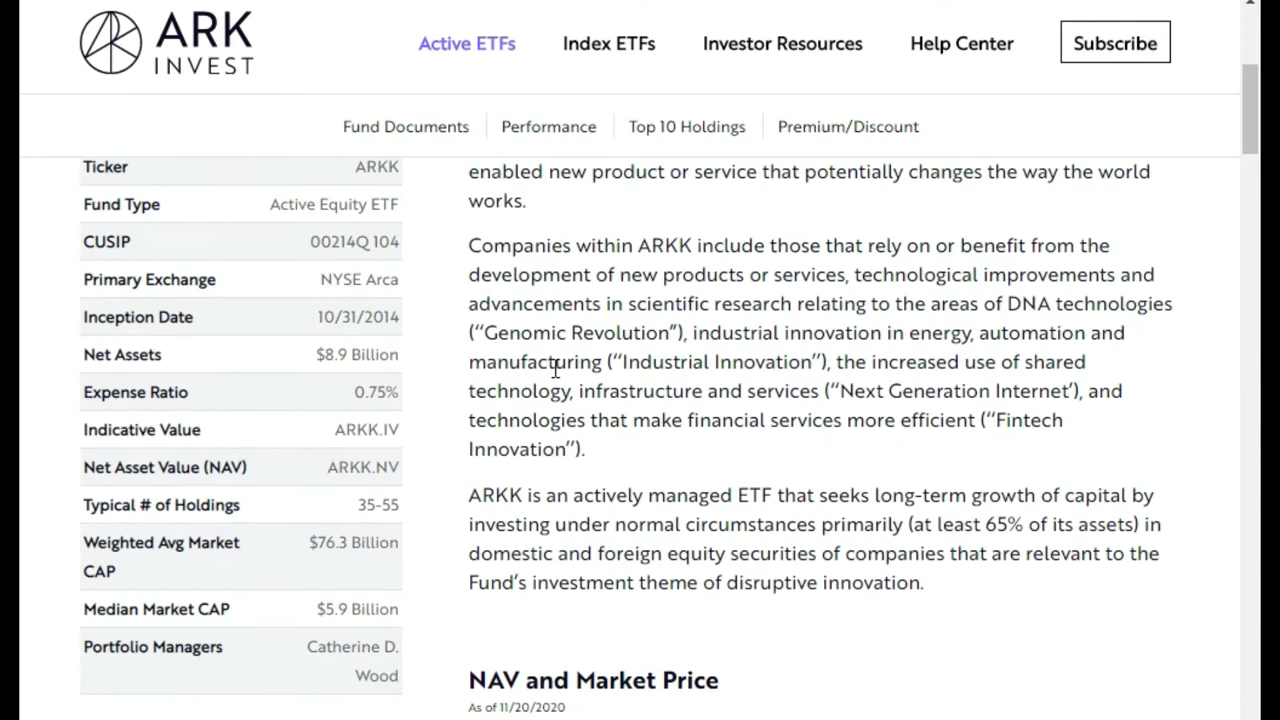 ARK
INVEST
Active ETFs
Index ETFs
Investor Resources
Help Center
Subscribe
Fund Documents
Performance
Top 10 Holdings
Premium/Discount
Ticker ARKK
Fund Type Active Equity ETF
CUSIP 00214Q 104
Primary Exchange NYSE Arca
Inception Date 10/31/2014
Net Assets $8.9 Billion
Expense Ratio 0.75%
Indicative Value ARKK.IV
Net Asset Value (NAV) ARKK.NV
Typical # of Holdings 35-55
Weighted Avg Market $76.3 Billion
CAP
Median Market CAP $5.9 Billion
Portfolio Managers Catherine D.
Wood
enabled new product or service that potentially changes the way the world
works.
Companies within ARKK include those that rely on or benefit from the
development of new products or services, technological improvements and
advancements in scientific research relating to the areas of DNA technologies
(“Genomic Revolution”), industrial innovation in energy, automation and
manufacturing (“Industrial Innovation”), the increased use of shared
technology, infrastructure and services (“Next Generation Internet’), and
technologies that make financial services more efficient (“Fintech
Innovation”).
ARKK is an actively managed ETF that seeks long-term growth of capital by
investing under normal circumstances primarily (at least 65% of its assets) in
domestic and foreign equity securities of companies that are relevant to the
Fund’s investment theme of disruptive innovation.
NAV and Market Price
As of 11/20/2020